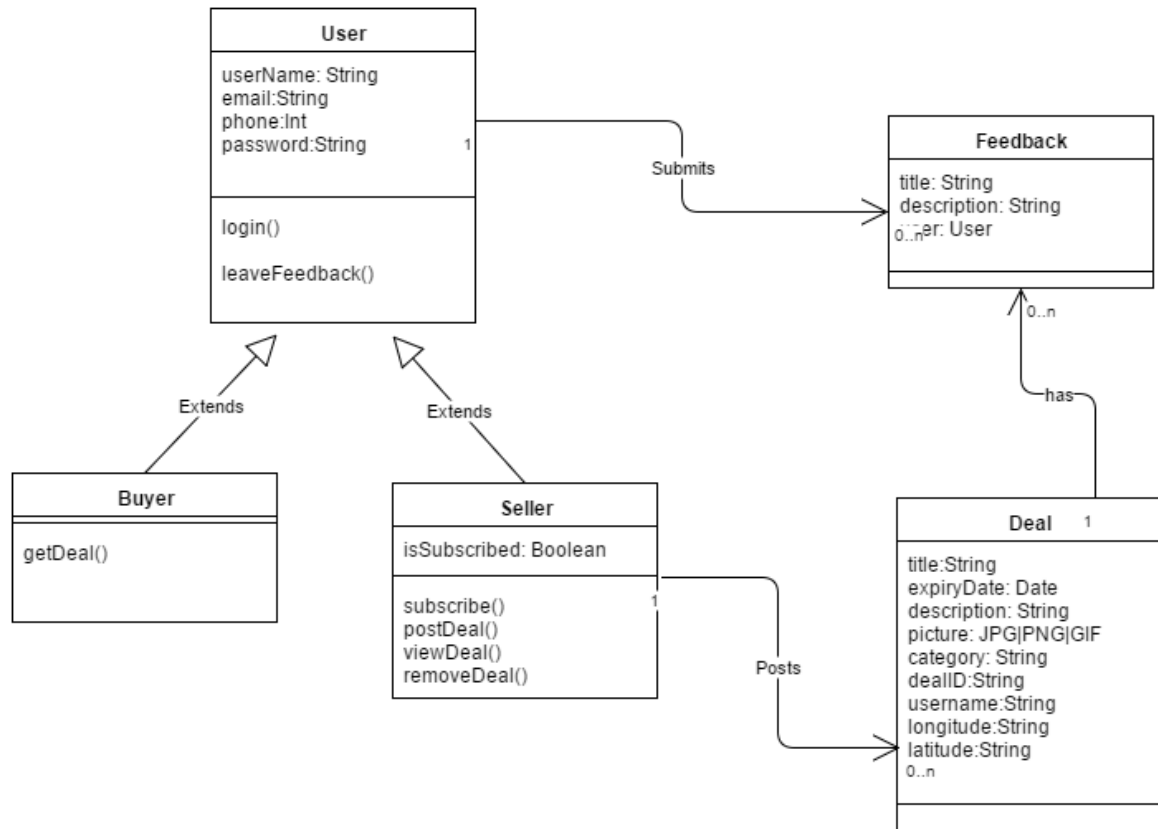 User
userName: String
email:String
phone:Int
password:String
1
login()
leaveFeedback()
Submits
Feedback
title: String
description: String
0..n
: User
0..n
has
Extends
Extends
Buyer
getDeal()
Seller
isSubscribed: Boolean
1
subscribe()
postDeal()
viewDeal()
removeDeal()
Posts
Deal
1
title:String
expiryDate: Date
description: String
picture: JPG|PNG|GIF
category: String
dealID:String
username:String
longitude:String
latitude:String
0..n